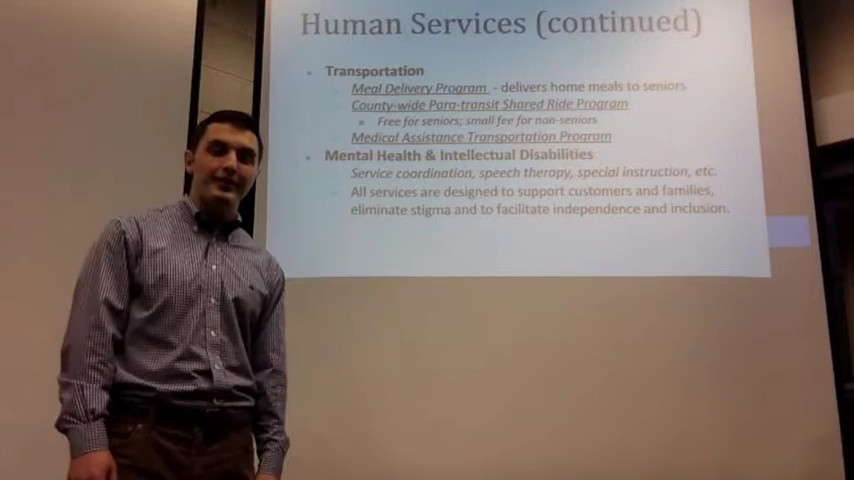 Human Services (continued)
Transportation
Meal Delivery Program - delivers home meals to seniors.
County-wide Para-transit Shared Ride Program
Free for seniors; small fee for non-seniors
Medical Assistance Transportation Program
Mental Health & Intellectual Disabilities
Service coordination, speech therapy, special instruction, etc.
All services are designed to support customers and families,
eliminate stigma and to facilitate independence and inclusion.